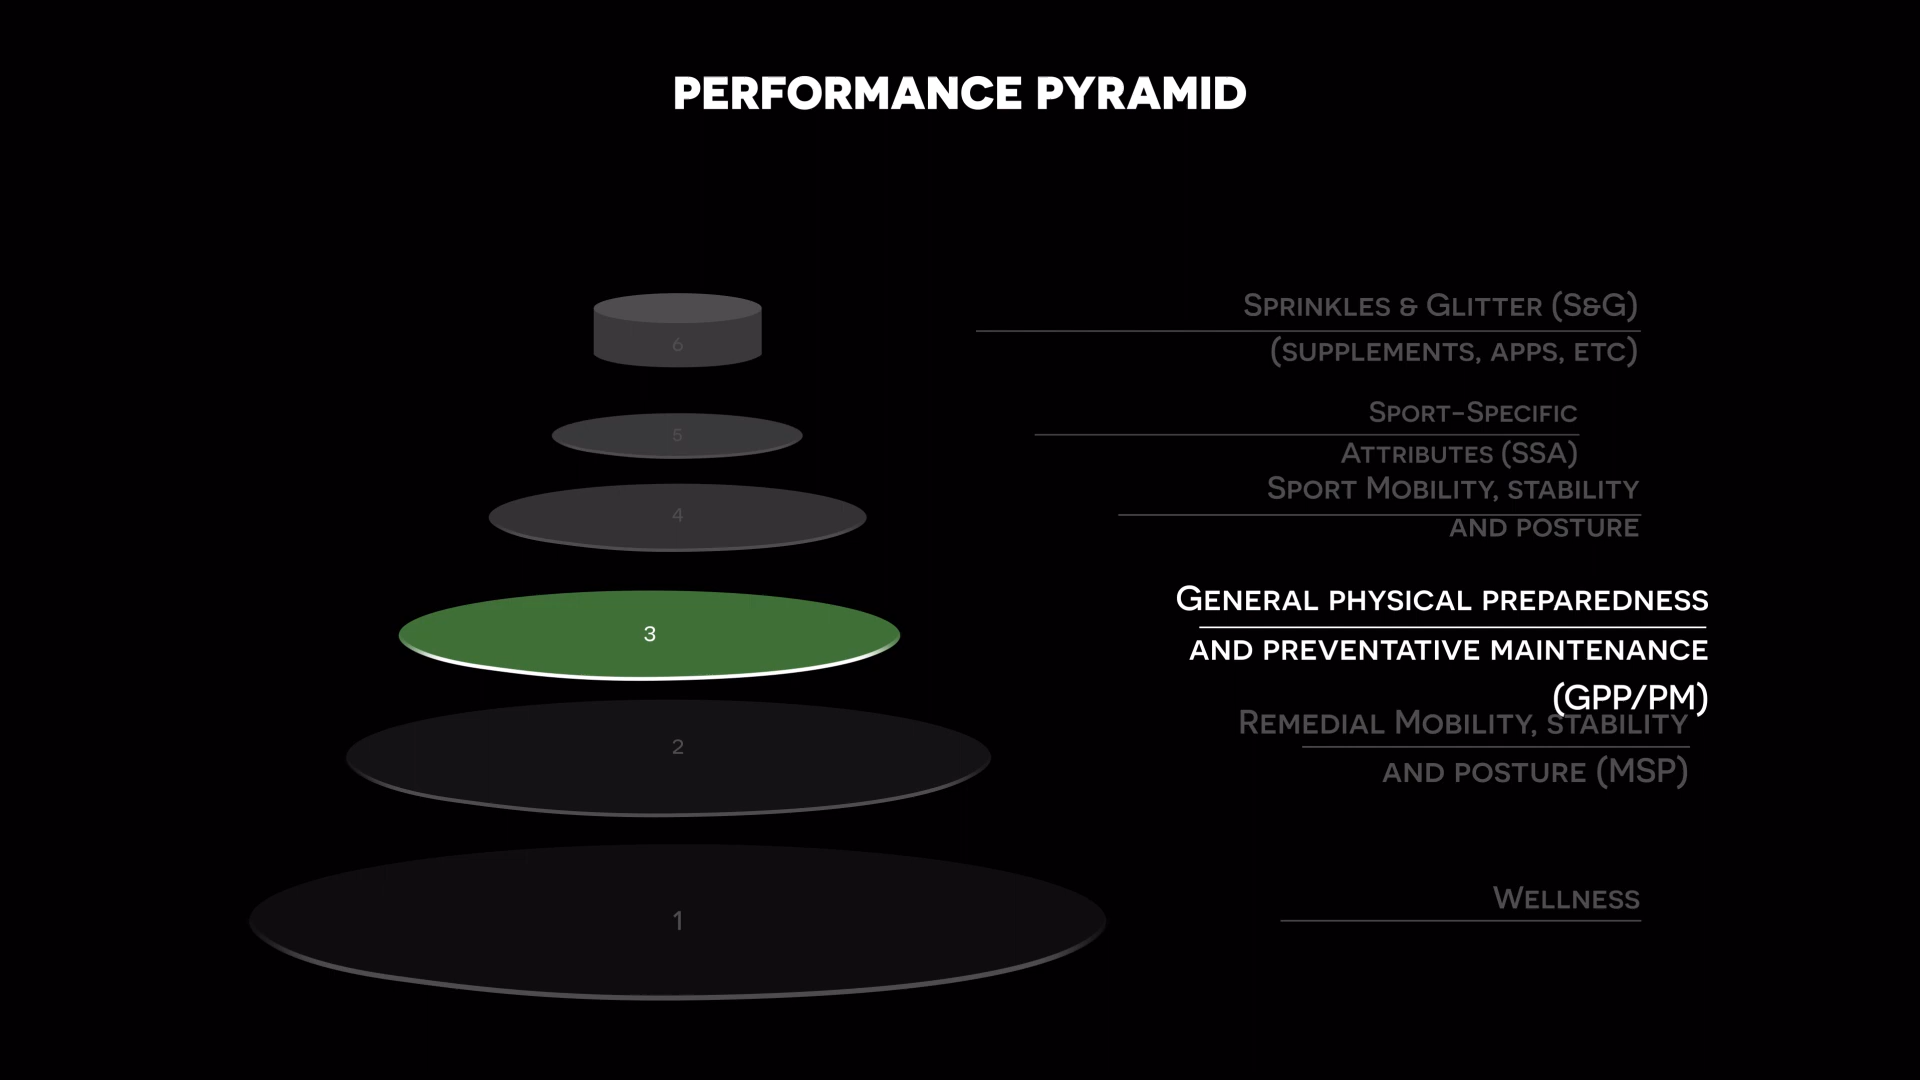 PERFORMANCE PYRAMID
6
Sprinkles & Glitter (S&G)
(supplements, apps, etc)
5
Sport-Specific
Attributes (SSA)
4
Sport Mobility, stability
and posture
3
General physical preparedness
and preventative maintenance
(GPP/PM)
2
Remedial Mobility, stability
and posture (MSP)
1
Wellness